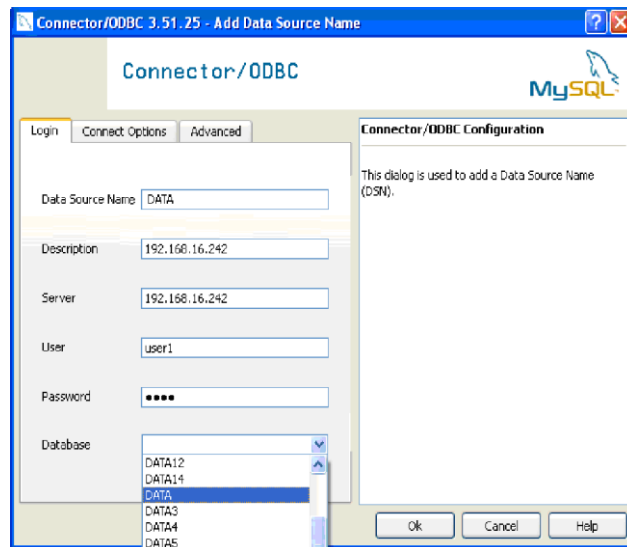 Connector/ODBC 3.51.25 - Add Data Source Name
Connector/ODBC
MySQL
Login Connect Options Advanced
Connector/ODBC Configuration
This dialog is used to add a Data Source Name
(DSN).
Data Source Name DATA
Description 192.168.16.242
Server 192.168.16.242
User user1
Password ••••
Database
DATA12
DATA14
DATA
DATA3
DATA4
DATA5
Ok Cancel Help